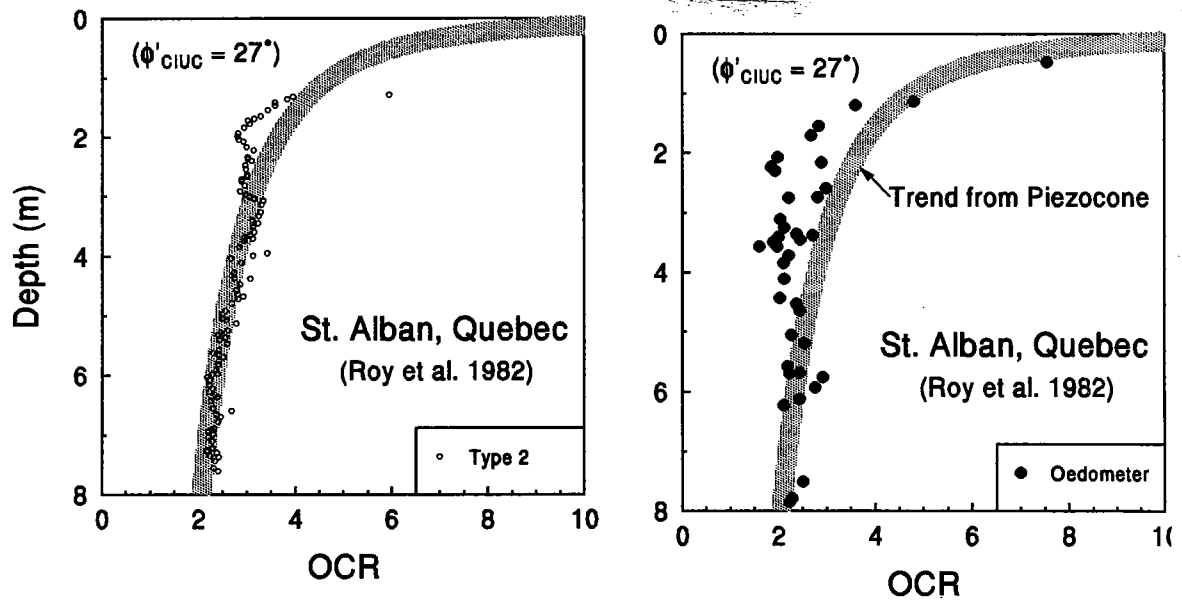 0
2
4
6
8
Depth (m)
(ϕ'CIUC = 27°)
St. Alban, Quebec
(Roy et al. 1982)
Type 2
0 2 4 6 8 10
OCR
0
2
4
6
8
(ϕ'CIUC = 27°)
Trend from Piezocone
St. Alban, Quebec
(Roy et al. 1982)
Oedometer
0 2 4 6 8 1(
OCR